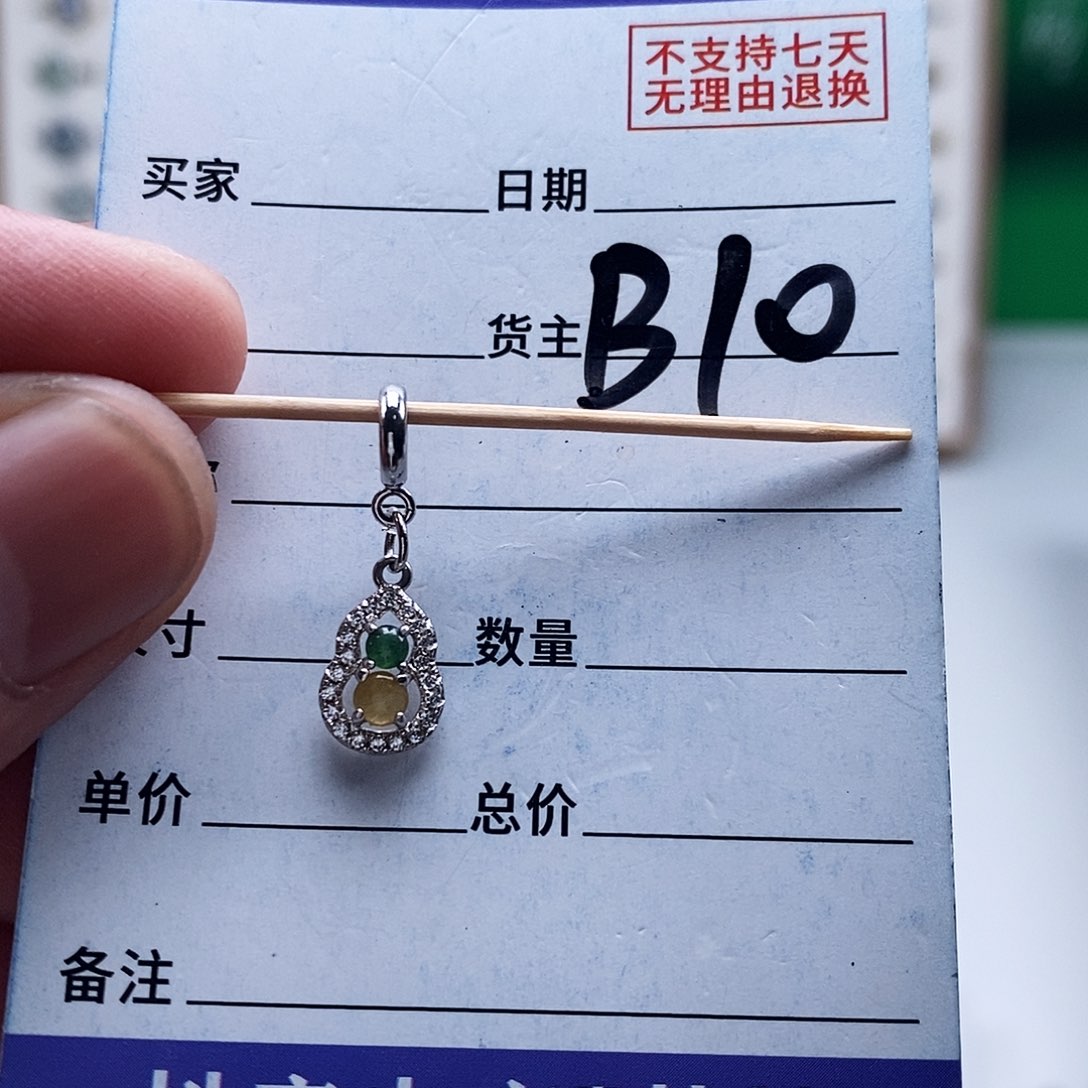 不支持七天
无理由退换
买家 日期
货主 B10
寸 数量
单价 总价
备注